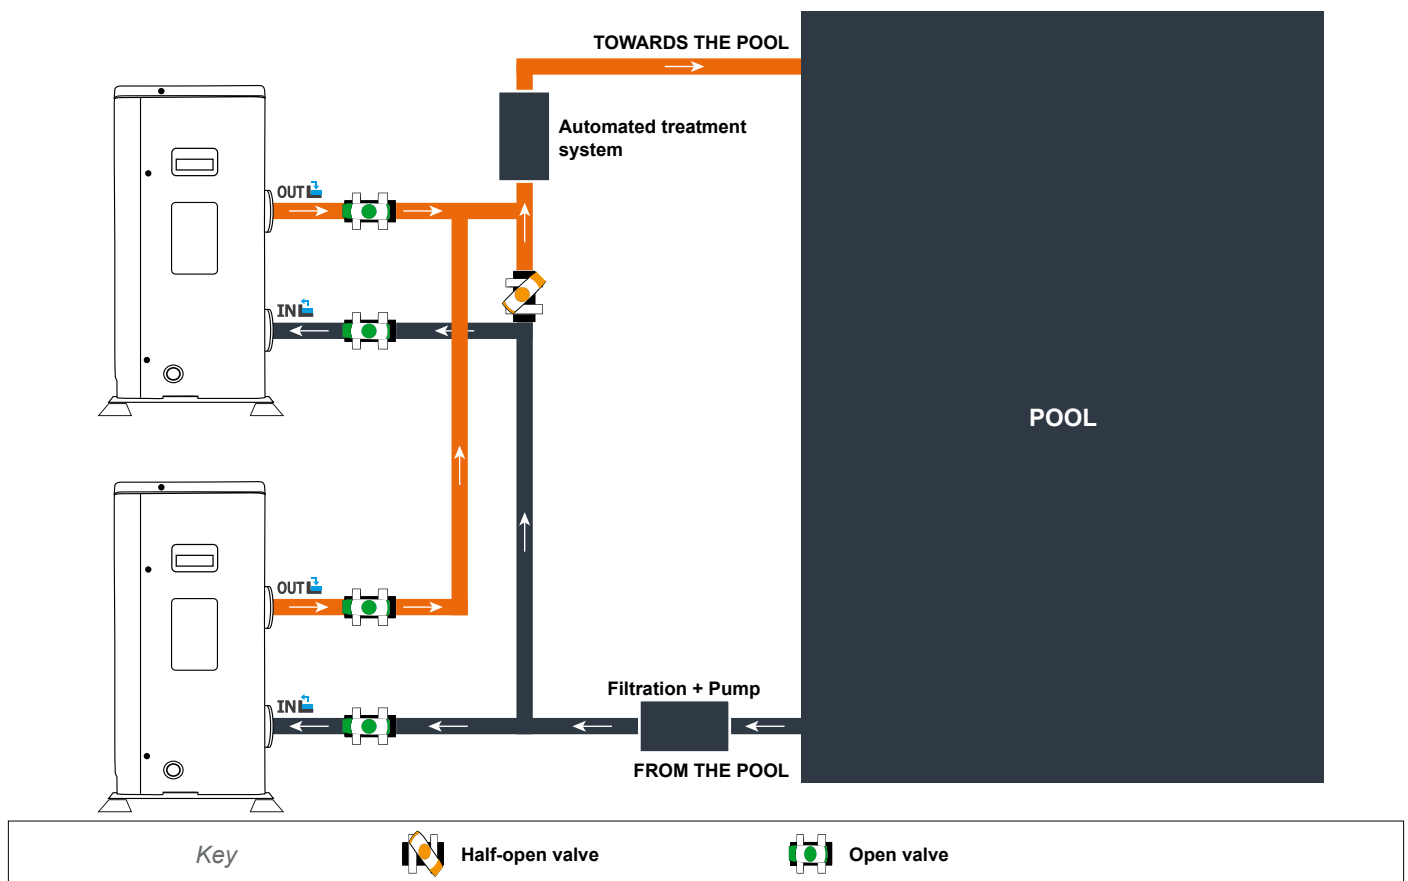 TOWARDS THE POOL
Automated treatment
system
OUT
IN
POOL
OUT
IN
Filtration + Pump
FROM THE POOL
Key
Half-open valve
Open valve